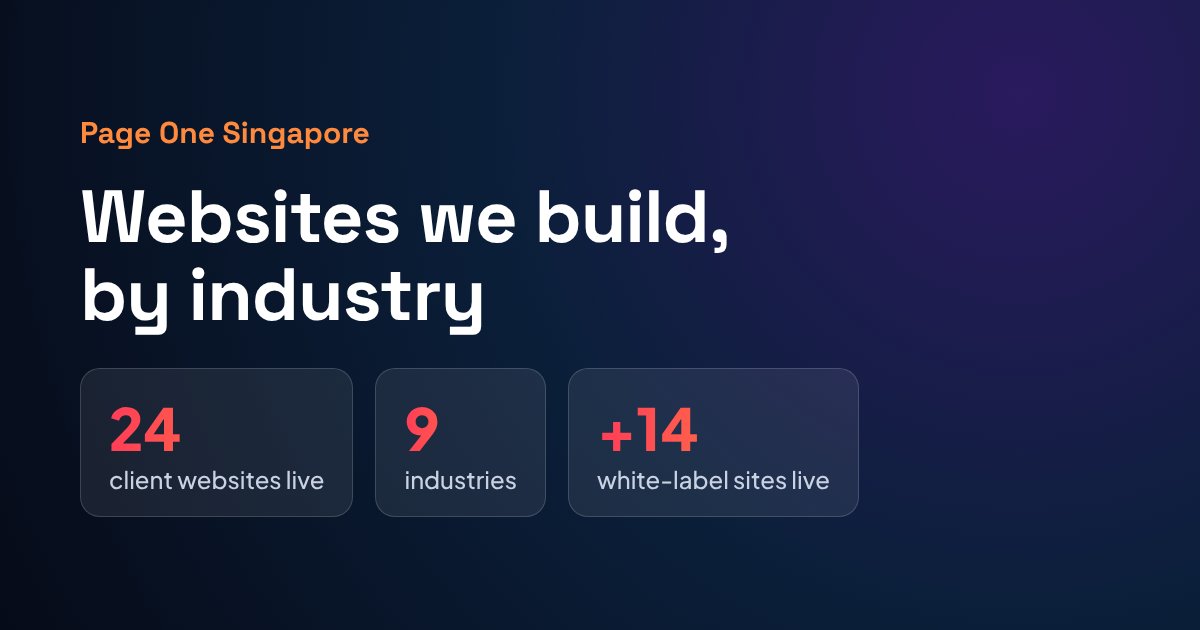 Page One Singapore
Websites we build,
by industry
24
client websites live
9
industries
+14
white-label sites live